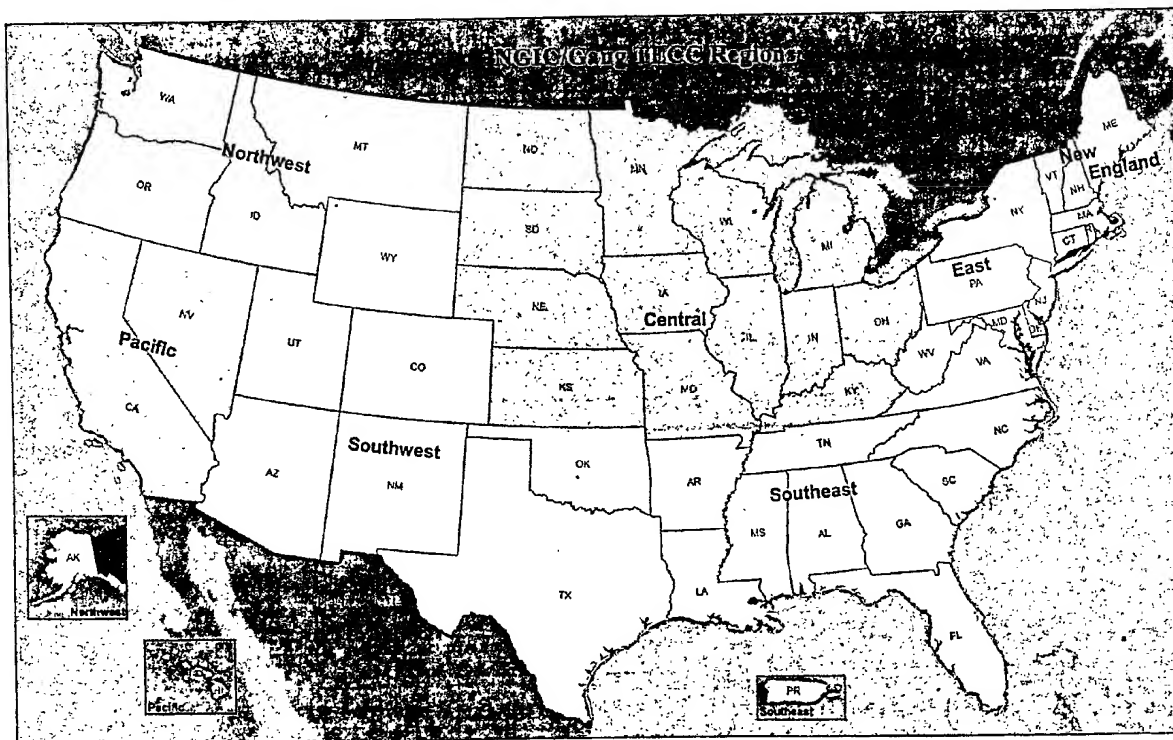 NGIC/Gang 11.CC Regions
WA
MT
ND
MN
ME
Northwest
New
England
VT
NH
OR
ID
SD
WI
MI
NY
MA
CT
WY
East
PA
NV
NE
IA
NJ
Pacific
UT
Central
IL
IN
OH
MD
DE
CO
WV
VA
KS
MO
KY
CA
TN
NC
Southwest
OK
AZ
NM
AR
SC
Southeast
MS
AL
GA
AK
TX
LA
Northwest
FL
PR
Pacific
Southeast